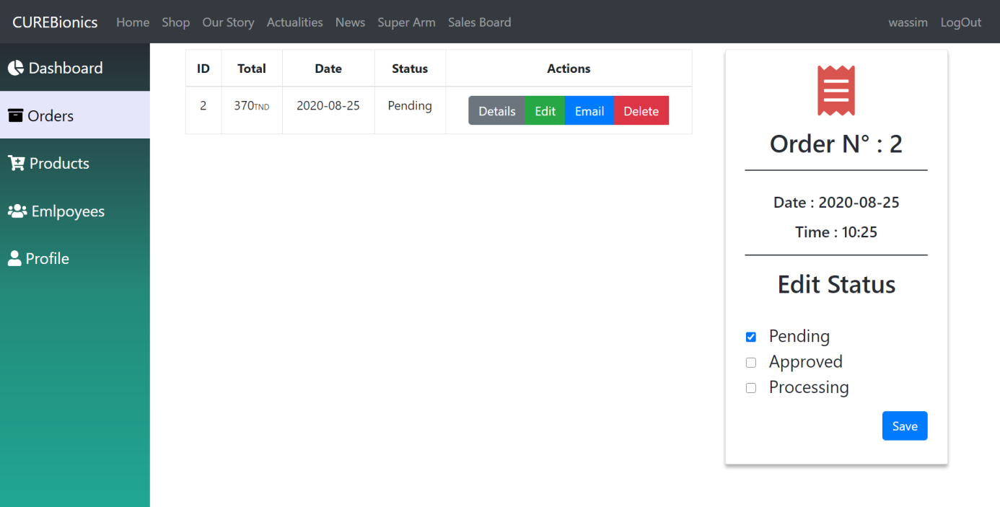 CUREBionics Home Shop Our Story Actualities News Super Arm Sales Board wassim LogOut
Dashboard
Orders
Products
Emlpoyees
Profile
ID Total Date Status Actions
2 370TND 2020-08-25 Pending Details Edit Email Delete
Order N° : 2
Date : 2020-08-25
Time : 10:25
Edit Status
Pending
Approved
Processing
Save